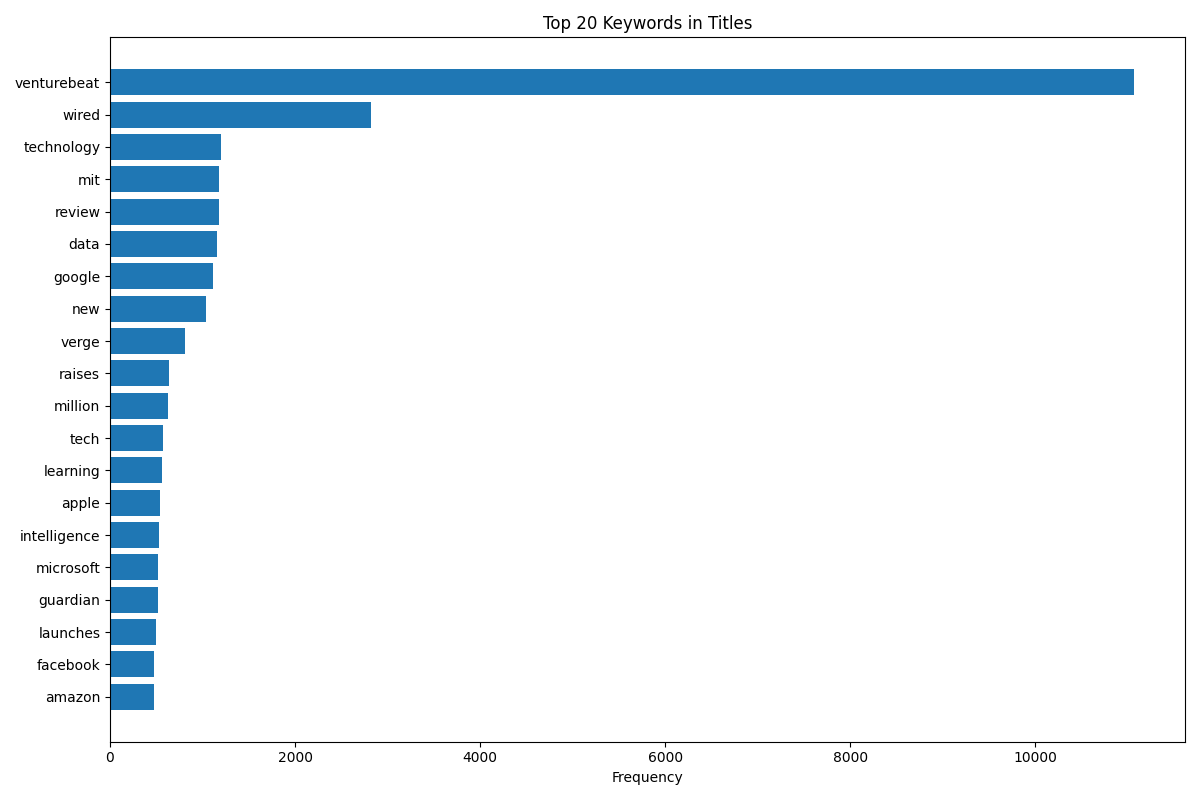 Top 20 Keywords in Titles
venturebeat
wired
technology
mit
review
data
google
new
verge
raises
million
tech
learning
apple
intelligence
microsoft
guardian
launches
facebook
amazon
0 2000 4000 6000 8000 10000
Frequency